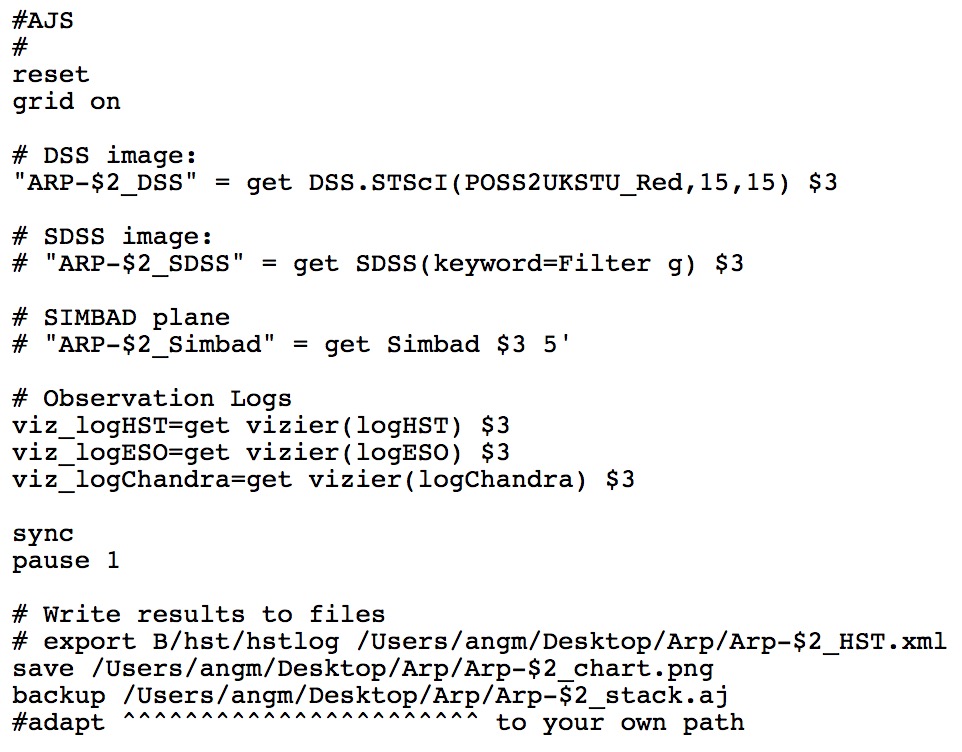 #AJS
#
reset
grid on
# DSS image:
"ARP-$2_DSS" = get DSS.STScI(POSS2UKSTU_Red,15,15) $3
# SDSS image:
# "ARP-$2_SDSS" = get SDSS(keyword=Filter g) $3
# SIMBAD plane
# "ARP-$2_Simbad" = get Simbad $3 5'
# Observation Logs
viz_logHST=get vizier(logHST) $3
viz_logESO=get vizier(logESO) $3
viz_logChandra=get vizier(logChandra) $3
sync
pause 1
# Write results to files
# export B/hst/hstlog /Users/angm/Desktop/Arp/Arp-$2_HST.xml
save /Users/angm/Desktop/Arp/Arp-$2_chart.png
backup /Users/angm/Desktop/Arp/Arp-$2_stack.aj
#adapt ^^^^^^^^^^^^^^^^^^^^^^^ to your own path